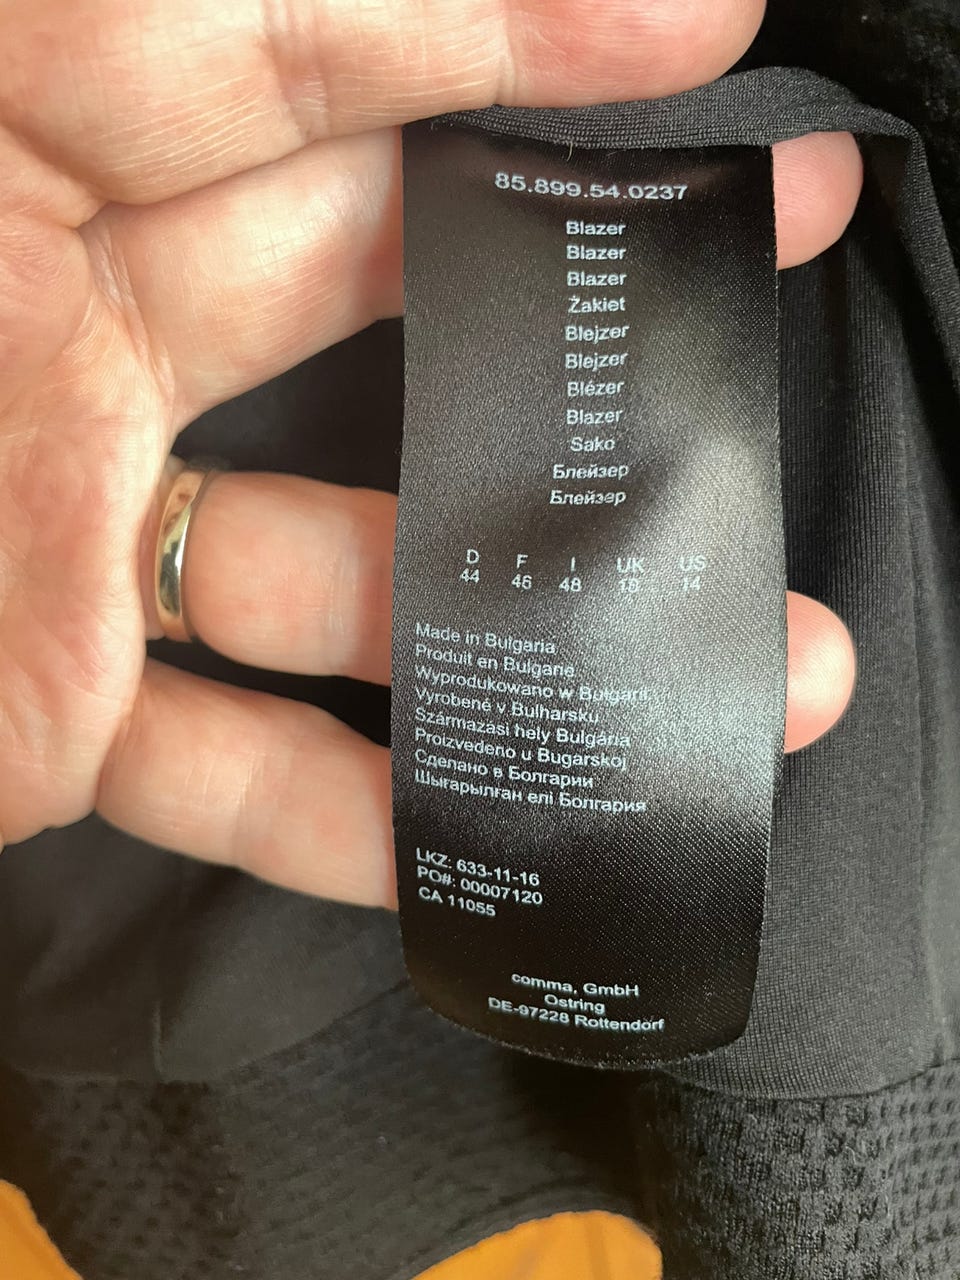 85.899.54.0237
Blazer
Blazer
Blazer
Żakiet
Blejzer
Blejzer
Blézer
Blazer
Sako
Блейзер
Блейзер
D F I UK US
44 46 48 18 14
Made in Bulgaria
Produit en Bulgarie
Wyprodukowano w Bułgarii
Vyrobené v Bulharsku
Származási hely Bulgária
Proizvedeno u Bugarskoj
Сделано в Болгарии
Шығарылған елі Болгария
LKZ: 633-11-16
PO#: 00007120
CA 11055
comma, GmbH
Ostring
DE-97228 Rottendorf